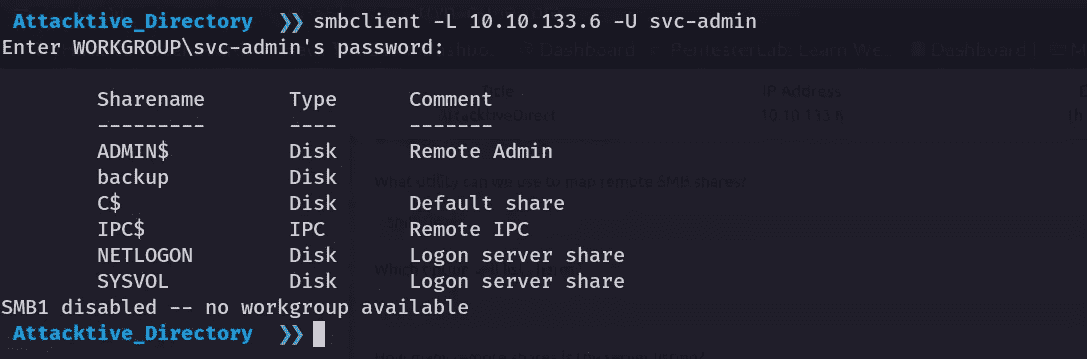 Attacktive_Directory ❯❯ smbclient -L 10.10.133.6 -U svc-admin
Enter WORKGROUP\svc-admin's password:
Sharename Type Comment
--------- ---- -------
ADMIN$ Disk Remote Admin
backup Disk
C$ Disk Default share
IPC$ IPC Remote IPC
NETLOGON Disk Logon server share
SYSVOL Disk Logon server share
SMB1 disabled -- no workgroup available
Attacktive_Directory ❯❯